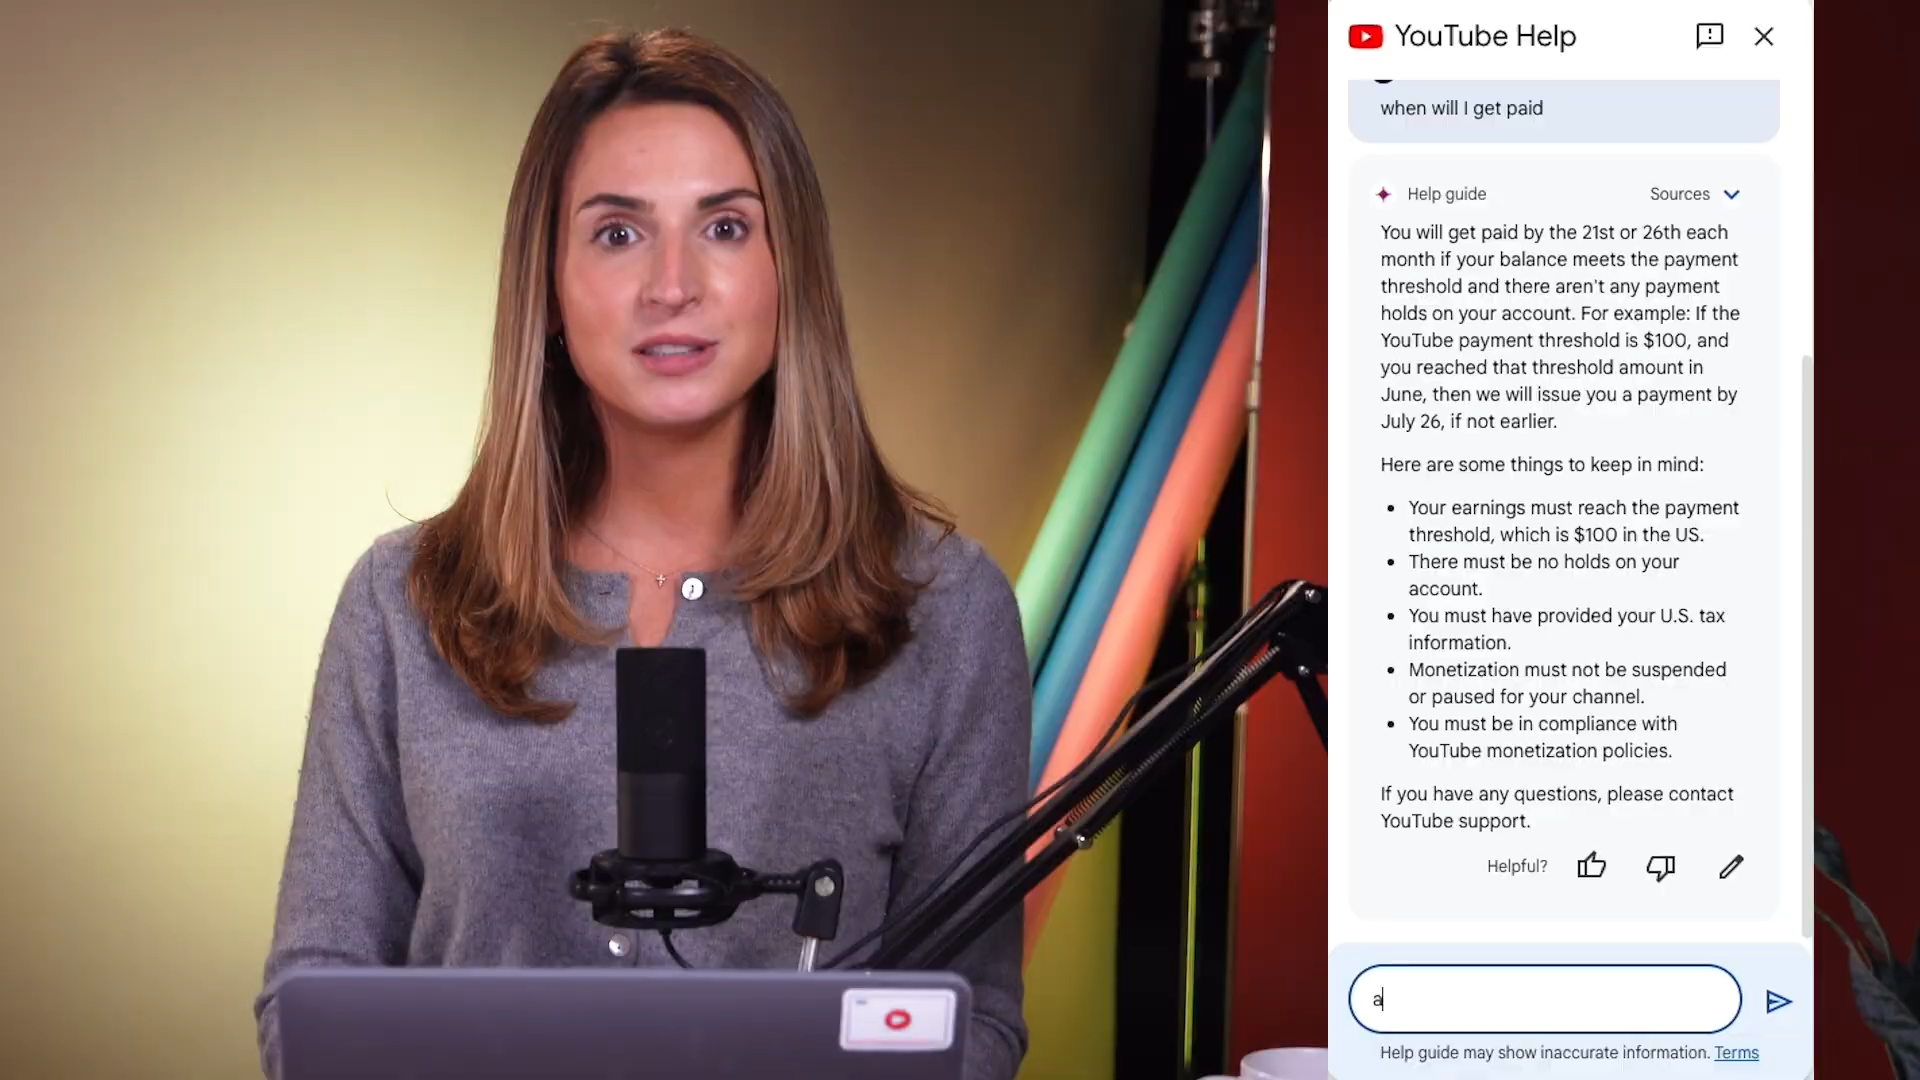 YouTube Help
when will I get paid
Help guide
Sources
You will get paid by the 21st or 26th each
month if your balance meets the payment
threshold and there aren't any payment
holds on your account. For example: If the
YouTube payment threshold is $100, and
you reached that threshold amount in
June, then we will issue you a payment by
July 26, if not earlier.
Here are some things to keep in mind:
• Your earnings must reach the payment
threshold, which is $100 in the US.
• There must be no holds on your
account.
• You must have provided your U.S. tax
information.
• Monetization must not be suspended
or paused for your channel.
• You must be in compliance with
YouTube monetization policies.
If you have any questions, please contact
YouTube support.
Helpful?
a
Help guide may show inaccurate information. Terms